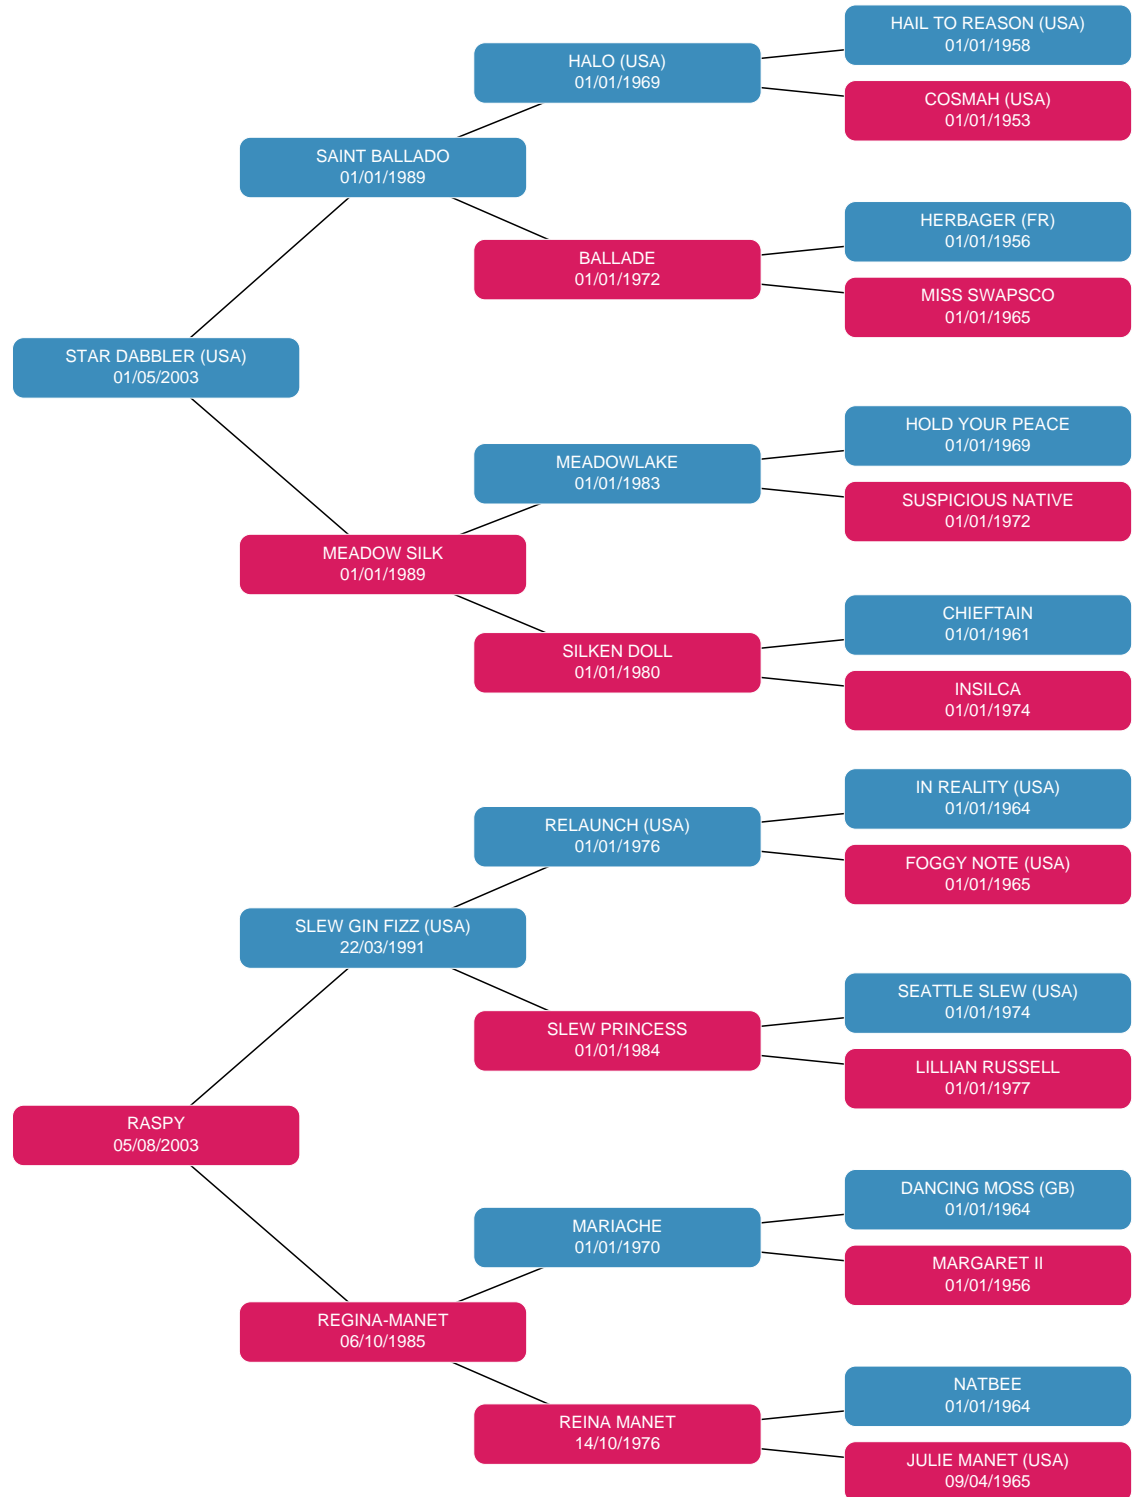 HAIL TO REASON (USA)
01/01/1958
HALO (USA)
01/01/1969
COSMAH (USA)
01/01/1953
SAINT BALLADO
01/01/1989
HERBAGER (FR)
01/01/1956
BALLADE
01/01/1972
MISS SWAPSCO
01/01/1965
STAR DABBLER (USA)
01/05/2003
HOLD YOUR PEACE
01/01/1969
MEADOWLAKE
01/01/1983
SUSPICIOUS NATIVE
01/01/1972
MEADOW SILK
01/01/1989
CHIEFTAIN
01/01/1961
SILKEN DOLL
01/01/1980
INSILCA
01/01/1974
IN REALITY (USA)
01/01/1964
RELAUNCH (USA)
01/01/1976
FOGGY NOTE (USA)
01/01/1965
SLEW GIN FIZZ (USA)
22/03/1991
SEATTLE SLEW (USA)
01/01/1974
SLEW PRINCESS
01/01/1984
LILLIAN RUSSELL
01/01/1977
RASPY
05/08/2003
DANCING MOSS (GB)
01/01/1964
MARIACHE
01/01/1970
MARGARET II
01/01/1956
REGINA-MANET
06/10/1985
NATBEE
01/01/1964
REINA MANET
14/10/1976
JULIE MANET (USA)
09/04/1965